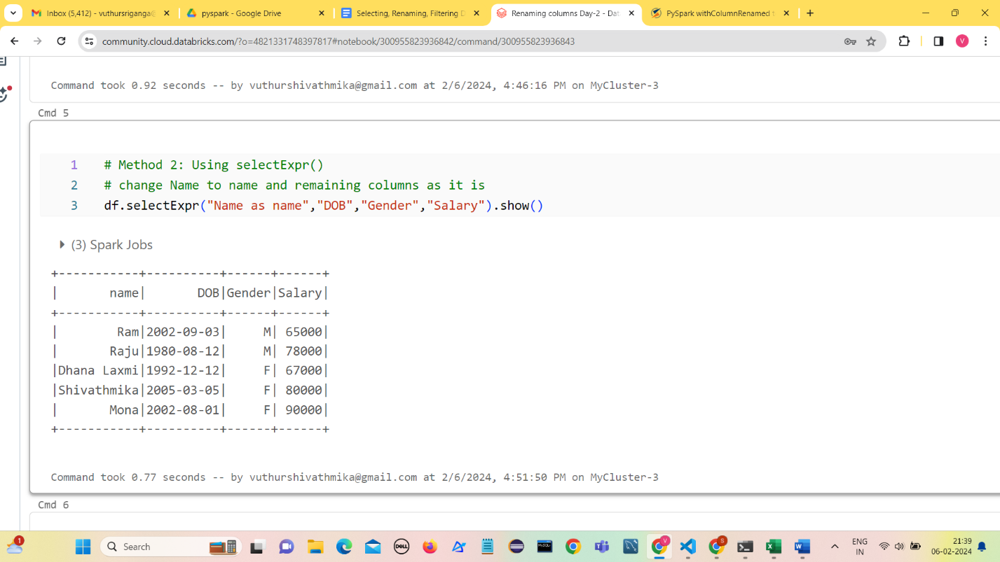 Inbox (5,412) - vuthursriganga@
pyspark - Google Drive
Selecting, Renaming, Filtering D
Renaming columns Day-2 - Dat
PySpark withColumnRenamed t
community.cloud.databricks.com/?o=4821331748397817#notebook/300955823936842/command/300955823936843
V
Command took 0.92 seconds -- by vuthurshivathmika@gmail.com at 2/6/2024, 4:46:16 PM on MyCluster-3
Cmd 5
1 # Method 2: Using selectExpr()
2 # change Name to name and remaining columns as it is
3 df.selectExpr("Name as name","DOB","Gender","Salary").show()
(3) Spark Jobs
+-----------+----------+------+------+
|       name|       DOB|Gender|Salary|
+-----------+----------+------+------+
|        Ram|2002-09-03|     M| 65000|
|       Raju|1980-08-12|     M| 78000|
|Dhana Laxmi|1992-12-12|     F| 67000|
|Shivathmika|2005-03-05|     F| 80000|
|       Mona|2002-08-01|     F| 90000|
+-----------+----------+------+------+
Command took 0.77 seconds -- by vuthurshivathmika@gmail.com at 2/6/2024, 4:51:50 PM on MyCluster-3
Cmd 6
1
Search
DELL
MySQL
V
S
ENG
IN
21:39
06-02-2024